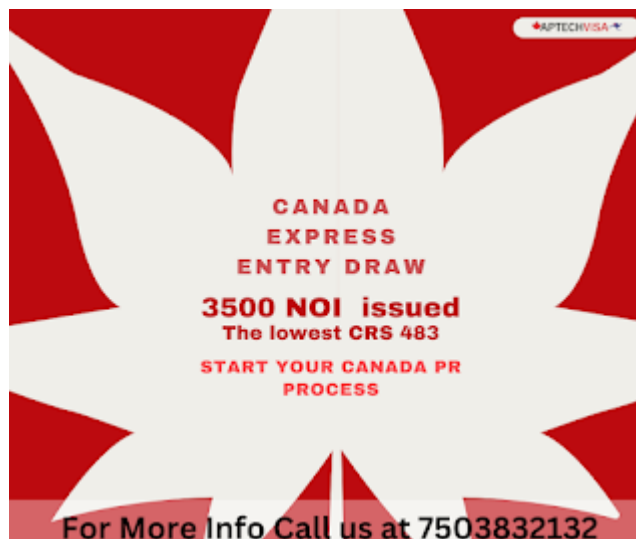 APTECHVISA
CANADA
EXPRESS
ENTRY DRAW
3500 NOI issued
The lowest CRS 483
START YOUR CANADA PR
PROCESS
For More Info Call us at 7503832132